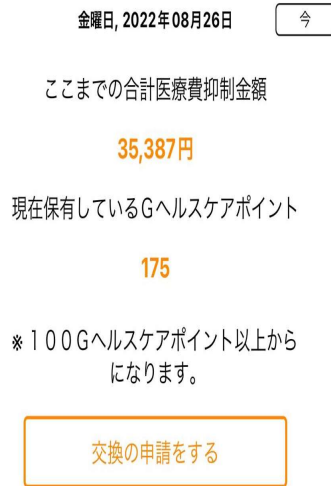 金曜日, 2022年08月26日
今
ここまでの合計医療費抑制金額
35,387円
現在保有しているGヘルスケアポイント
175
※１００Gヘルスケアポイント以上から
になります。
交換の申請をする